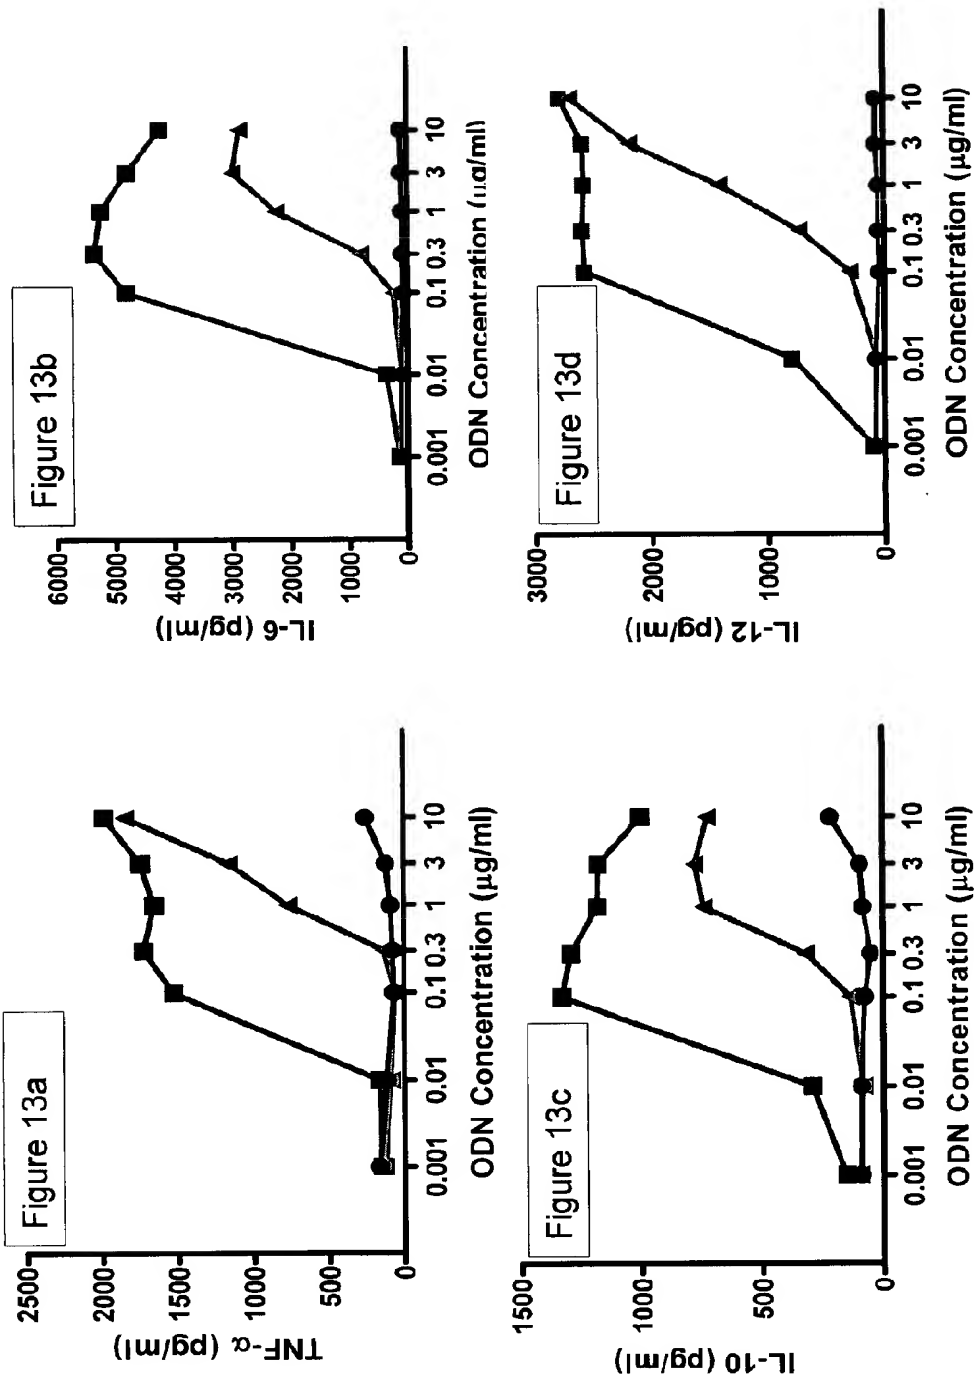 Figure 13a
TNF-α (pg/ml)
2500
2000
1500
1000
500
0
0.001 0.01 0.1 0.3 1 3 10
ODN Concentration (µg/ml)
Figure 13b
IL-6 (pg/ml)
6000
5000
4000
3000
2000
1000
0
0.001 0.01 0.1 0.3 1 3 10
ODN Concentration (µg/ml)
Figure 13c
IL-10 (pg/ml)
1500
1000
500
0
0.001 0.01 0.1 0.3 1 3 10
ODN Concentration (µg/ml)
Figure 13d
IL-12 (pg/ml)
3000
2000
1000
0
0.001 0.01 0.1 0.3 1 3 10
ODN Concentration (µg/ml)